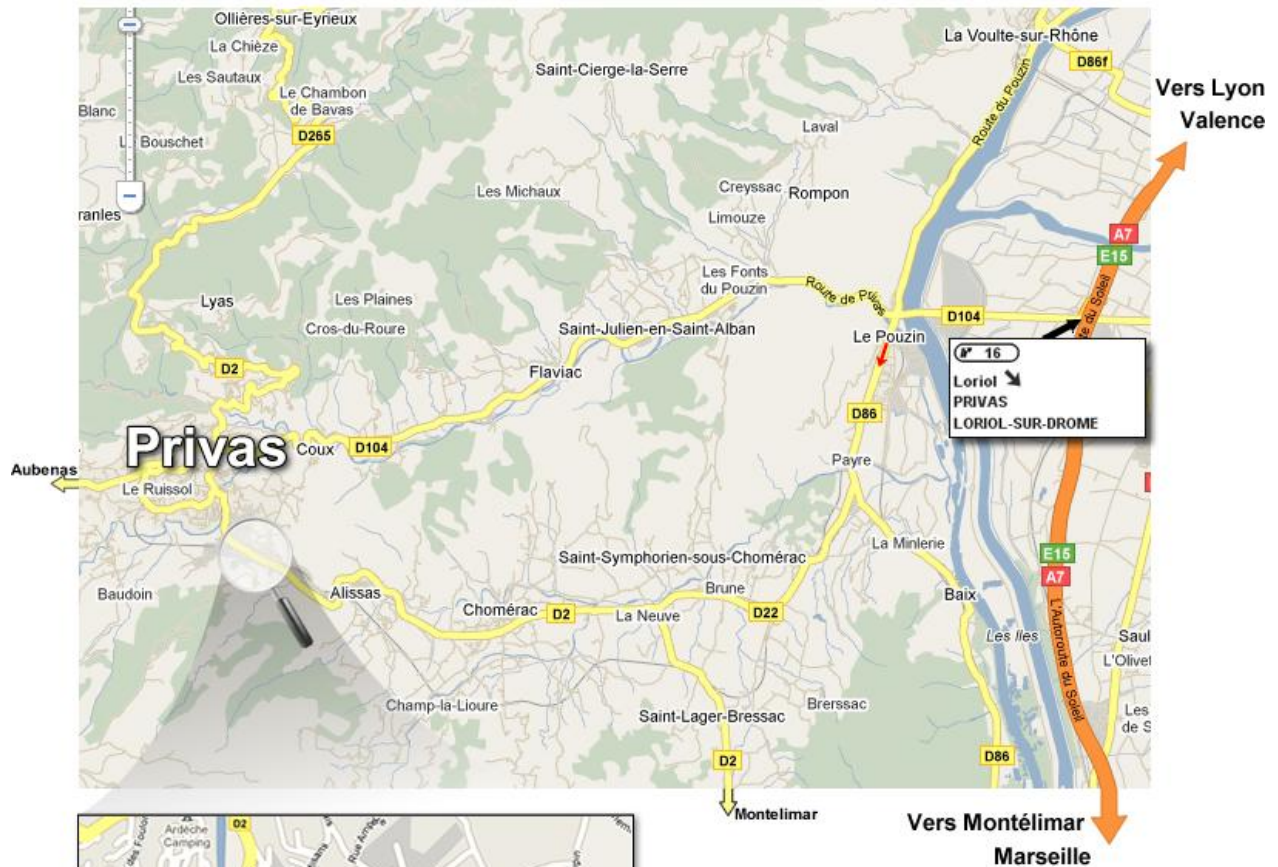 Ollières-sur-Eyrieux
La Chièze
Les Sautaux
Blanc
Le Chambon
de Bavas
D265
Bouschet
ranles
Saint-Cierge-la-Serre
La Voulte-sur-Rhône
D86f
Route du Pouzin
Vers Lyon
Valence
Laval
Les Michaux
Creyssac
Rompon
Limouze
A7
E15
Lyas
Les Plaines
Cros-du-Roure
Les Fonts
du Pouzin
Route de Privas
Saint-Julien-en-Saint-Alban
Le Pouzin
D104
te du Soleil
16
Loriol
PRIVAS
LORIOL-SUR-DROME
D2
Flaviac
D86
Privas
Coux
D104
Aubenas
Le Ruissol
Payre
La Minlerie
Saint-Symphorien-sous-Chomérac
E15
A7
Baudoin
Alissas
Chomérac
D2
La Neuve
Brune
D22
Baix
Les Iles
L'Autoroute du Soleil
Saul
L'Olivet
Champ-la-Lioure
Saint-Lager-Bressac
Brerssac
Les
de S
D2
D86
Montelimar
Vers Montélimar
Marseille
Ardèche
Camping
D2